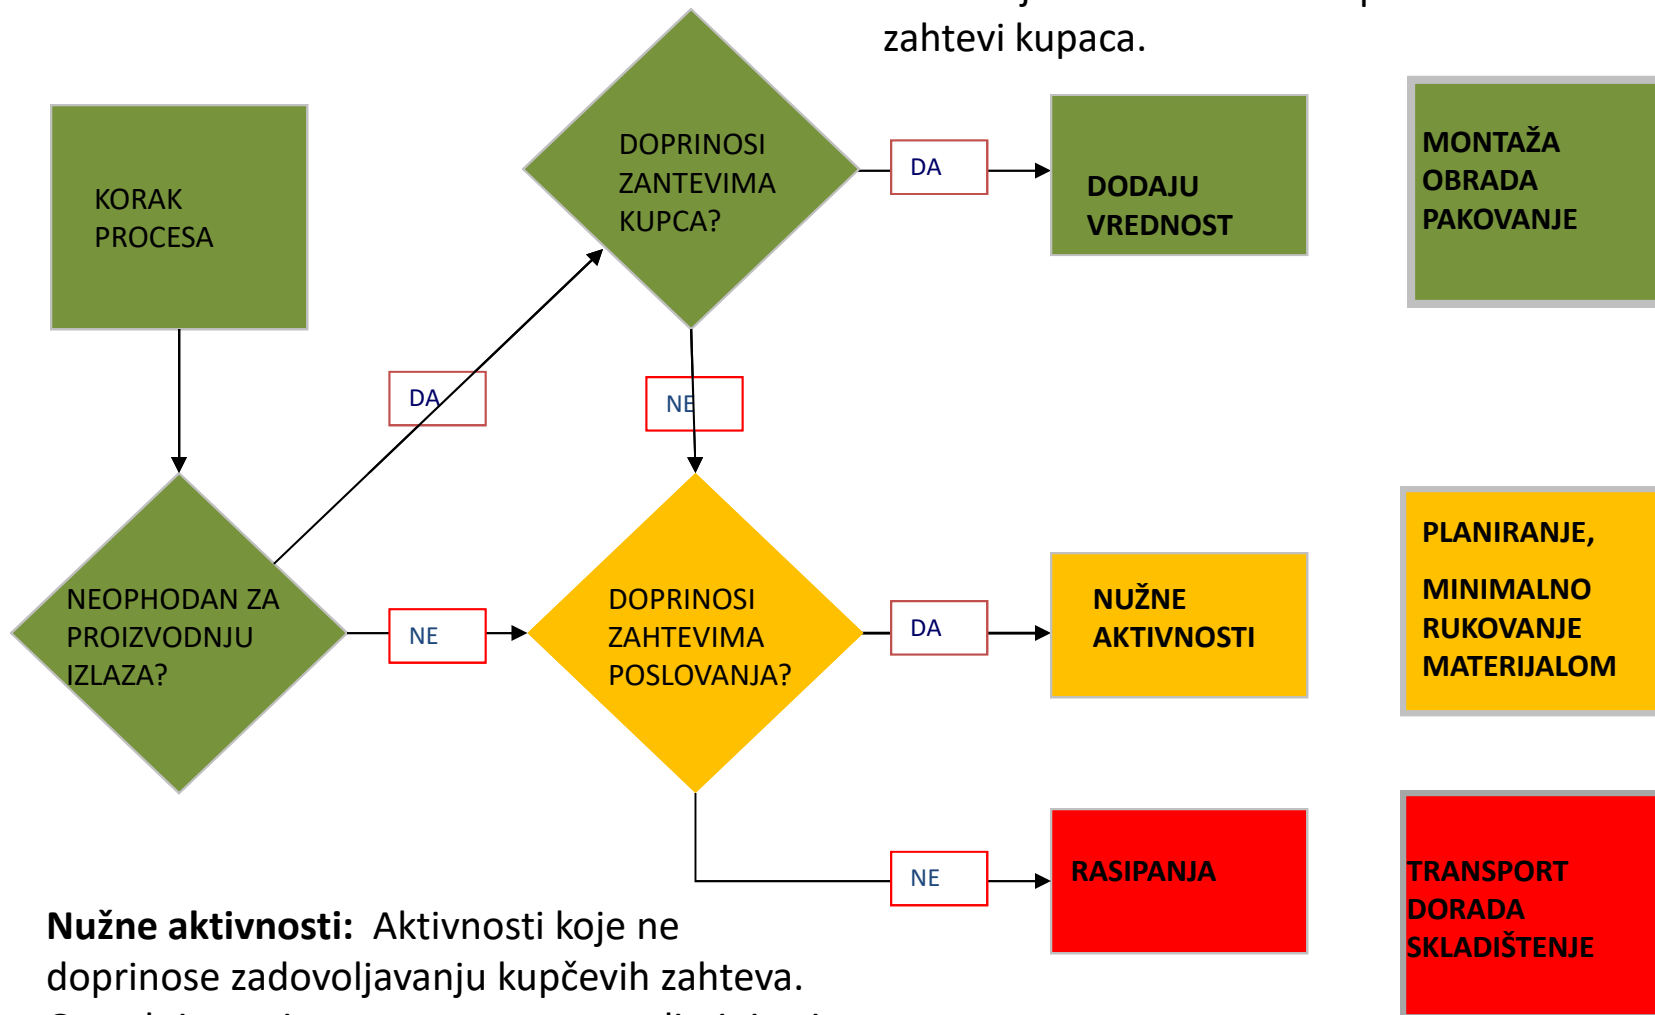 zahtevi kupaca.
KORAK
PROCESA
DOPRINOSI
ZANTEVIMA
KUPCA?
DA
DODAJU
VREDNOST
MONTAŽA
OBRADA
PAKOVANJE
DA
NE
NEOPHODAN ZA
PROIZVODNJU
IZLAZA?
NE
DOPRINOSI
ZAHTEVIMA
POSLOVANJA?
DA
NUŽNE
AKTIVNOSTI
PLANIRANJE,
MINIMALNO
RUKOVANJE
MATERIJALOM
NE
RASIPANJA
TRANSPORT
DORADA
SKLADIŠTENJE
Nužne aktivnosti: Aktivnosti koje ne
doprinose zadovoljavanju kupčevih zahteva.